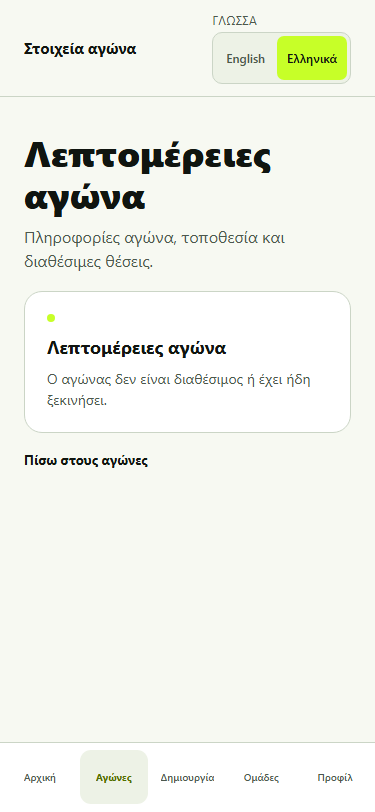 Στοιχεία αγώνα
ΓΛΩΣΣΑ
English
Ελληνικά
Λεπτομέρειες
αγώνα
Πληροφορίες αγώνα, τοποθεσία και
διαθέσιμες θέσεις.
Λεπτομέρειες αγώνα
Ο αγώνας δεν είναι διαθέσιμος ή έχει ήδη
ξεκινήσει.
Πίσω στους αγώνες
Αρχική
Αγώνες
Δημιουργία
Ομάδες
Προφίλ